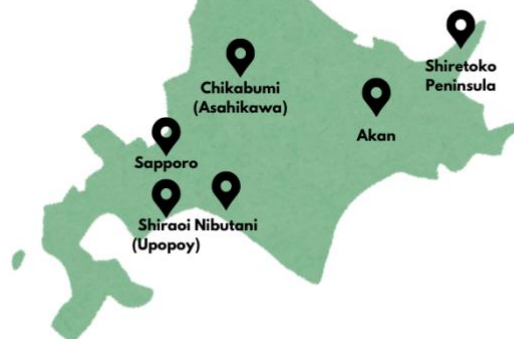 Shiretoko
Peninsula
Chikabumi
(Asahikawa)
Akan
Sapporo
Shiraoi Nibutani
(Upopoy)